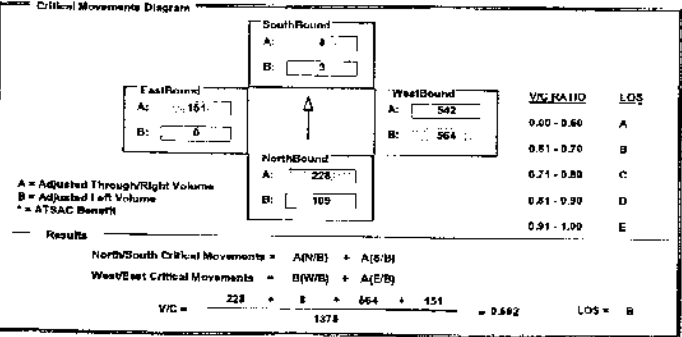 Critical Movements Diagram
SouthBound
A: 8
B: 3
EastBound
A: 151
B: 0
WestBound
A: 542
B: 564
NorthBound
A: 228
B: 109
V/C RATIO LOS
0.00 - 0.60 A
0.61 - 0.70 B
0.71 - 0.80 C
0.81 - 0.90 D
0.91 - 1.00 E
A = Adjusted Through/Right Volume
B = Adjusted Left Volume
* = ATSAC Benefit
Results
North/South Critical Movements = A(N/B) + A(S/B)
West/East Critical Movements = B(W/B) + A(E/B)
228 + 8 + 564 + 151
V/C = = 0.692 LOS = B
1375